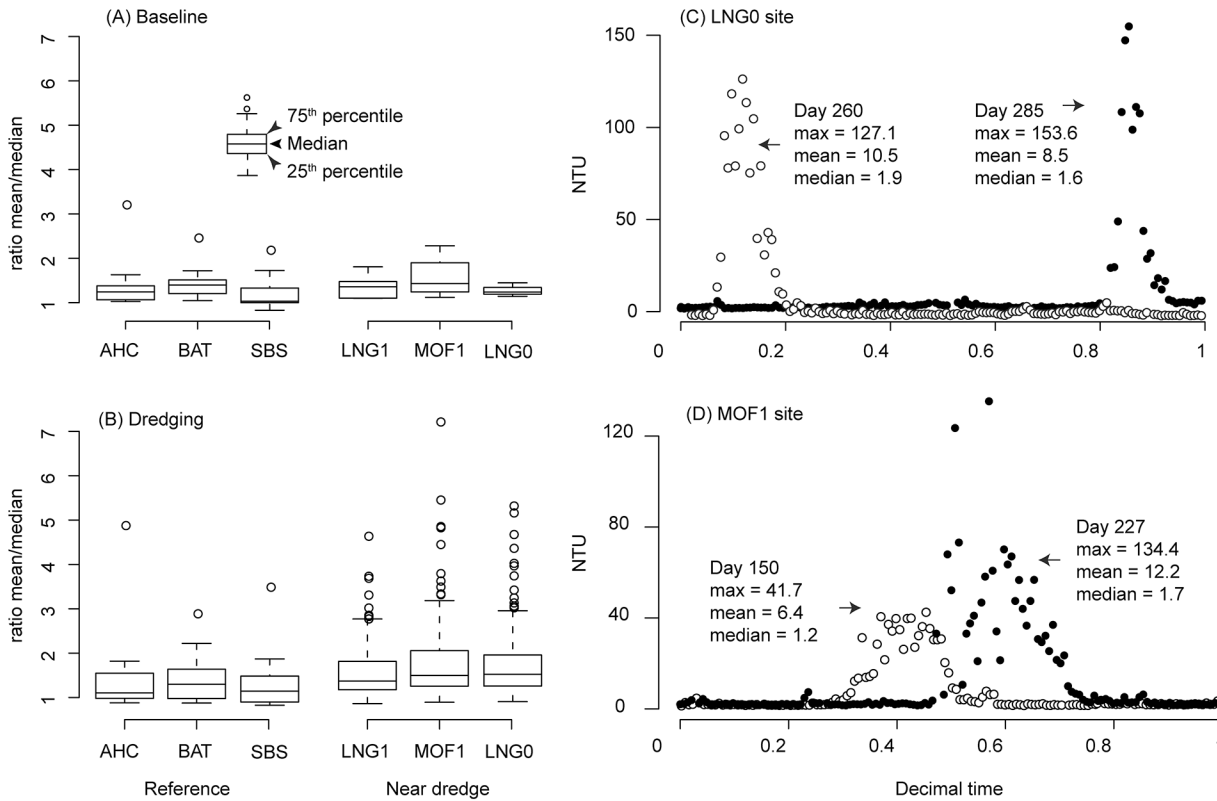 (A) Baseline
ratio mean/median
7
6
5
4
3
2
1
75th percentile
Median
25th percentile
AHC
BAT
SBS
LNG1
MOF1
LNG0
(B) Dredging
ratio mean/median
7
6
5
4
3
2
1
AHC
BAT
SBS
LNG1
MOF1
LNG0
Reference
Near dredge
(C) LNG0 site
NTU
150
100
50
0
Day 260
max = 127.1
mean = 10.5
median = 1.9
Day 285
max = 153.6
mean = 8.5
median = 1.6
0
0.2
0.4
0.6
0.8
1
(D) MOF1 site
NTU
120
80
40
0
Day 150
max = 41.7
mean = 6.4
median = 1.2
Day 227
max = 134.4
mean = 12.2
median = 1.7
0
0.2
0.4
0.6
0.8
Decimal time